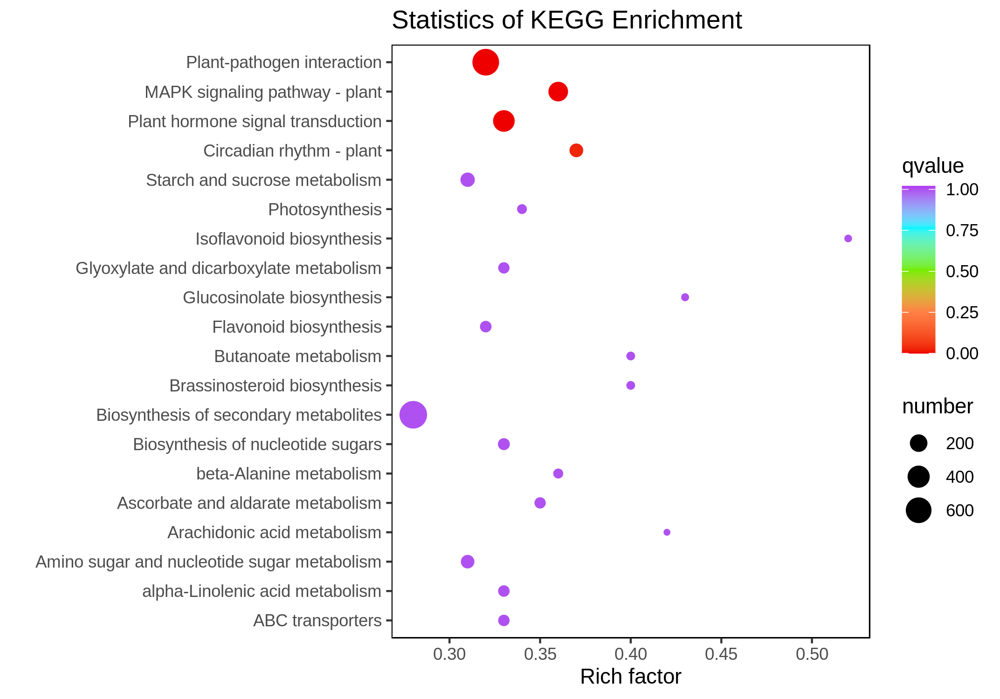 Statistics of KEGG Enrichment
Plant-pathogen interaction
MAPK signaling pathway - plant
Plant hormone signal transduction
Circadian rhythm - plant
Starch and sucrose metabolism
Photosynthesis
Isoflavonoid biosynthesis
Glyoxylate and dicarboxylate metabolism
Glucosinolate biosynthesis
Flavonoid biosynthesis
Butanoate metabolism
Brassinosteroid biosynthesis
Biosynthesis of secondary metabolites
Biosynthesis of nucleotide sugars
beta-Alanine metabolism
Ascorbate and aldarate metabolism
Arachidonic acid metabolism
Amino sugar and nucleotide sugar metabolism
alpha-Linolenic acid metabolism
ABC transporters
0.30 0.35 0.40 0.45 0.50
Rich factor
qvalue
1.00
0.75
0.50
0.25
0.00
number
200
400
600